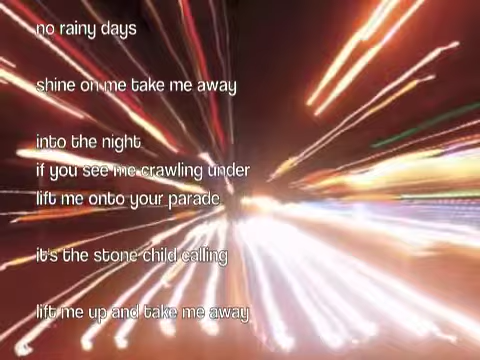 no rainy days
shine on me take me away
into the night
if you see me crawling under
lift me onto your parade
it's the stone child calling
lift me up and take me away